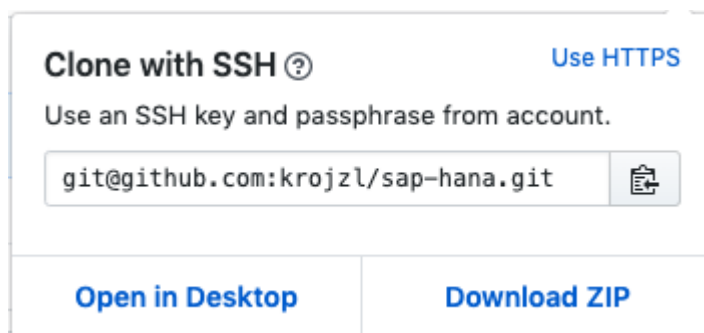 Clone with SSH ?
Use HTTPS
Use an SSH key and passphrase from account.
git@github.com:krojzl/sap-hana.git
Open in Desktop
Download ZIP